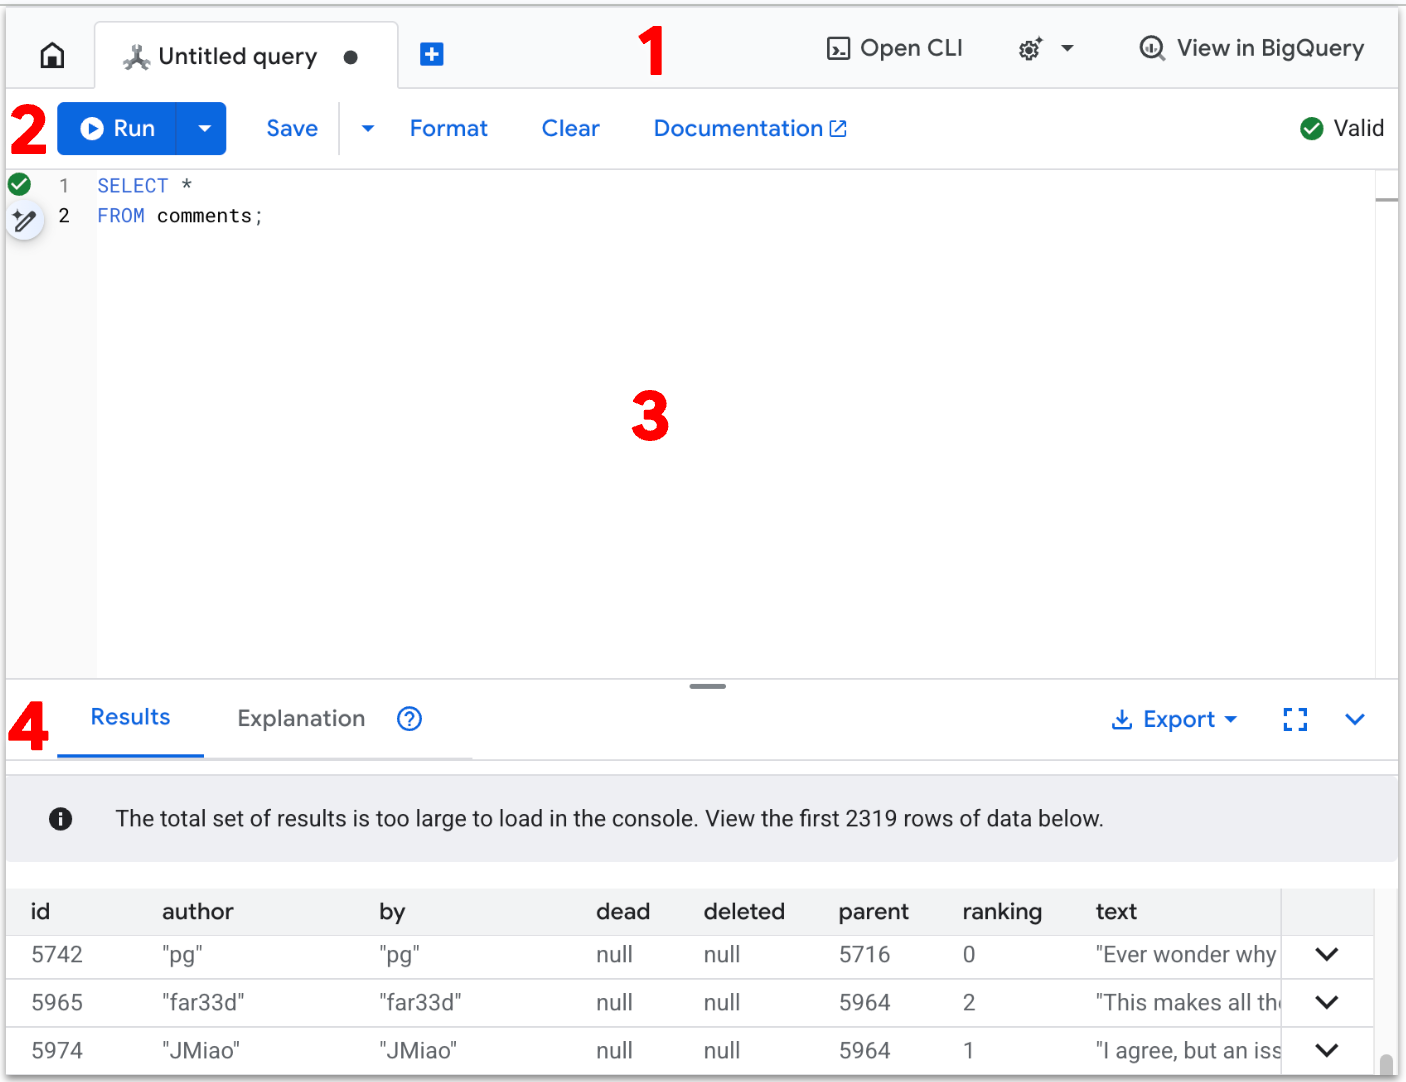 Untitled query
1
Open CLI
View in BigQuery
2
Run
Save
Format
Clear
Documentation
Valid
1 SELECT *
2 FROM comments;
3
4
Results
Explanation
Export
The total set of results is too large to load in the console. View the first 2319 rows of data below.
id author by dead deleted parent ranking text
5742 "pg" "pg" null null 5716 0 "Ever wonder why
5965 "far33d" "far33d" null null 5964 2 "This makes all the
5974 "JMiao" "JMiao" null null 5964 1 "I agree, but an iss